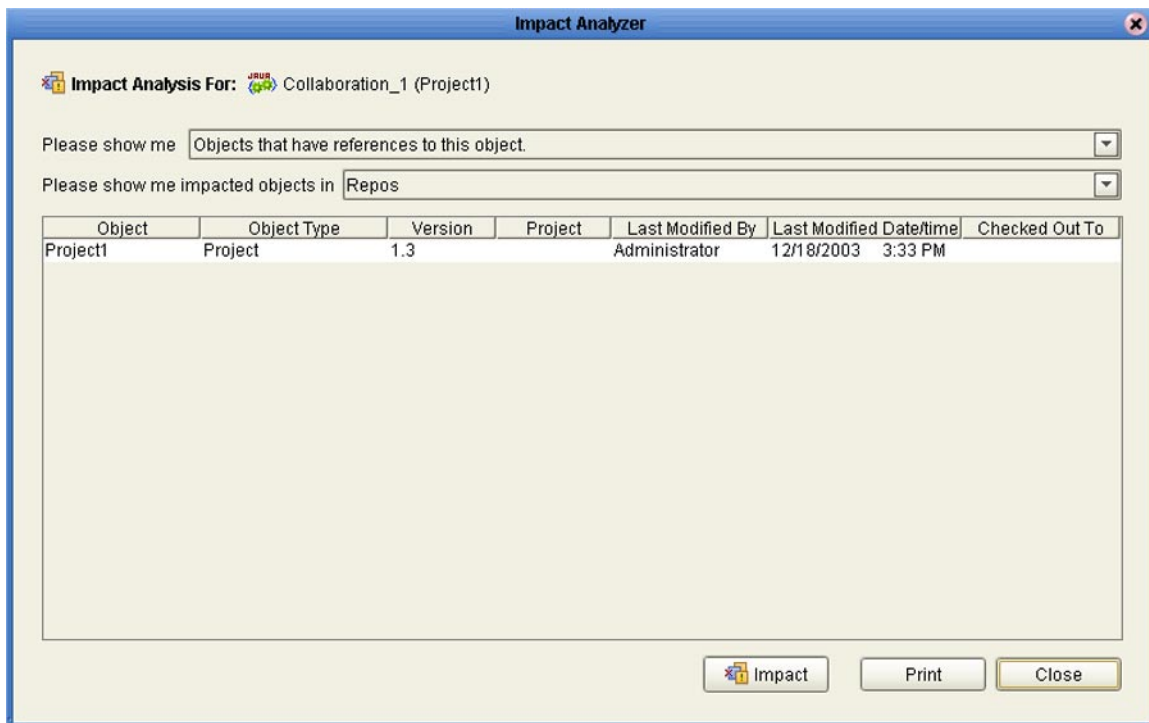 Impact Analyzer
Impact Analysis For: JAVA Collaboration_1 (Project1)
Please show me Objects that have references to this object.
Please show me impacted objects in Repos
Object Object Type Version Project Last Modified By Last Modified Date/time Checked Out To
Project1 Project 1.3 Administrator 12/18/2003 3:33 PM
Impact Print Close